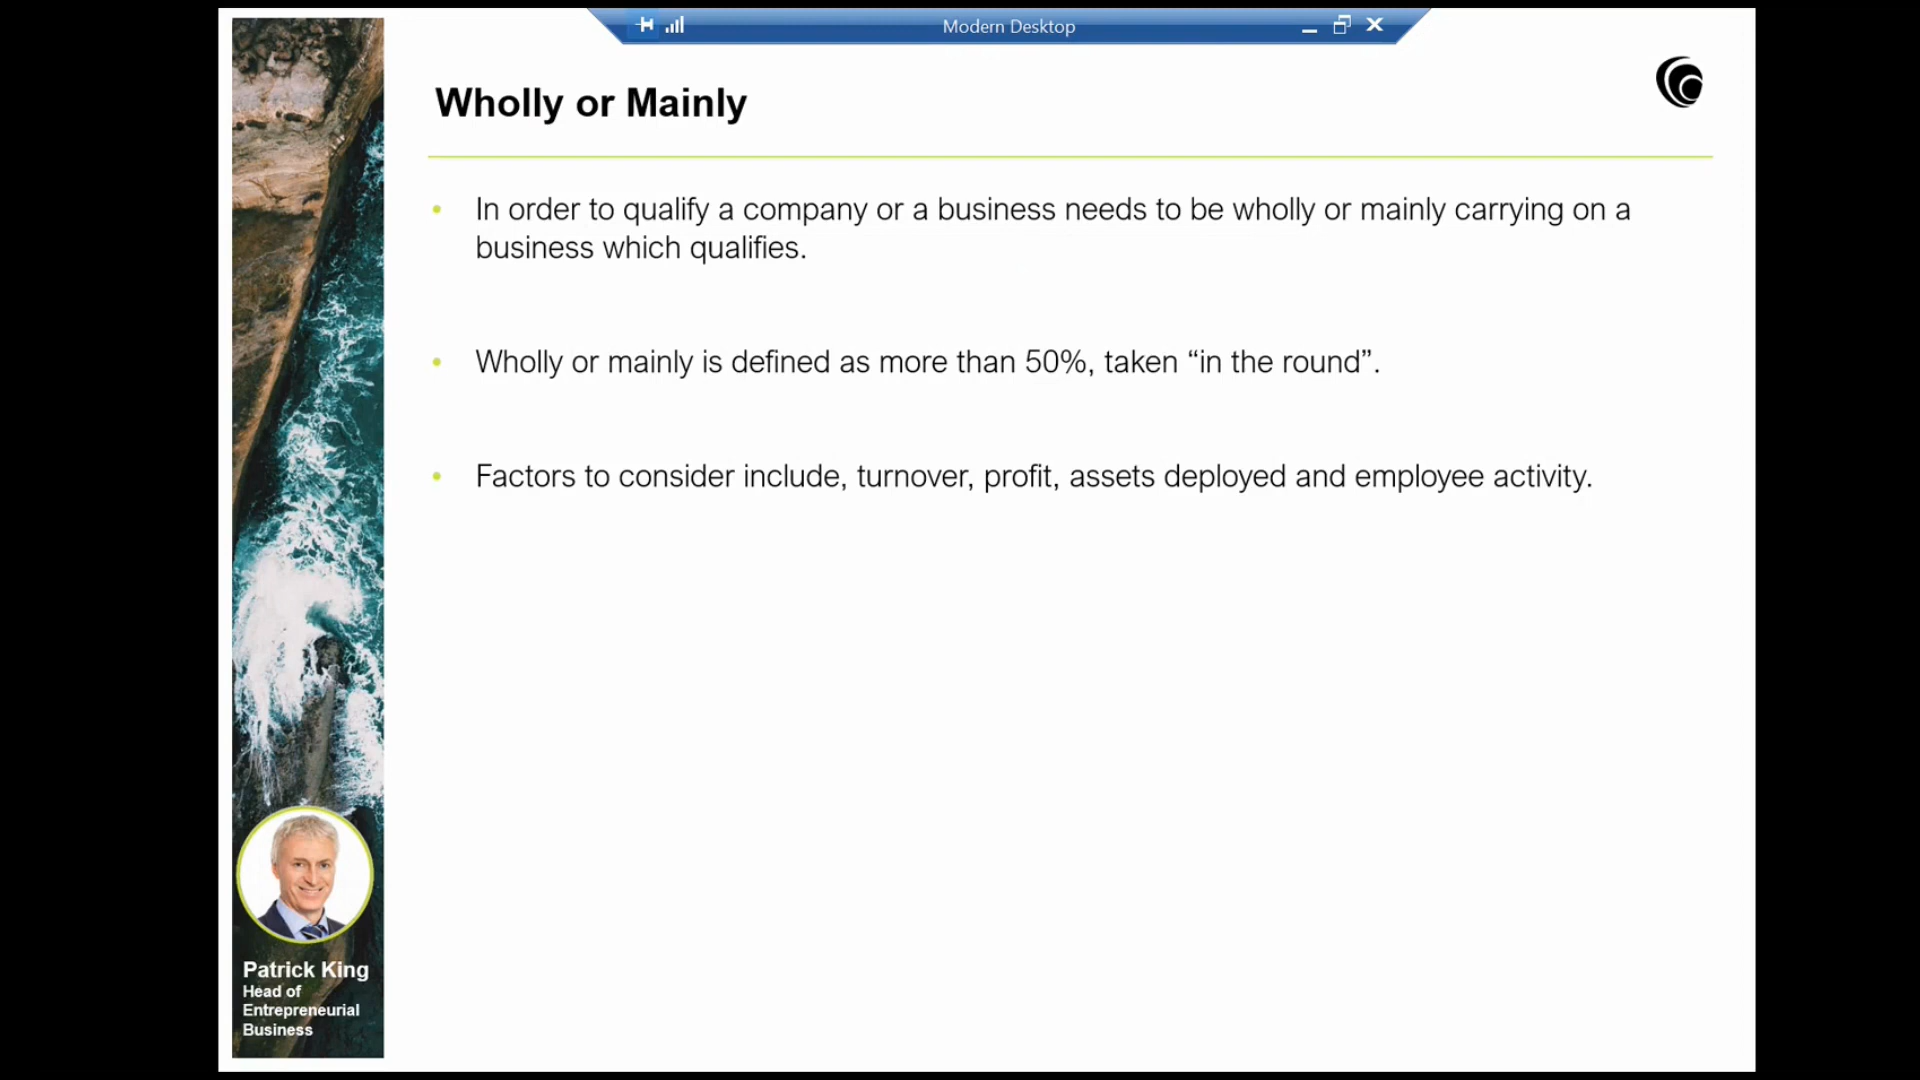 Modern Desktop
Wholly or Mainly
• In order to qualify a company or a business needs to be wholly or mainly carrying on a
business which qualifies.
• Wholly or mainly is defined as more than 50%, taken “in the round”.
• Factors to consider include, turnover, profit, assets deployed and employee activity.
Patrick King
Head of
Entrepreneurial
Business